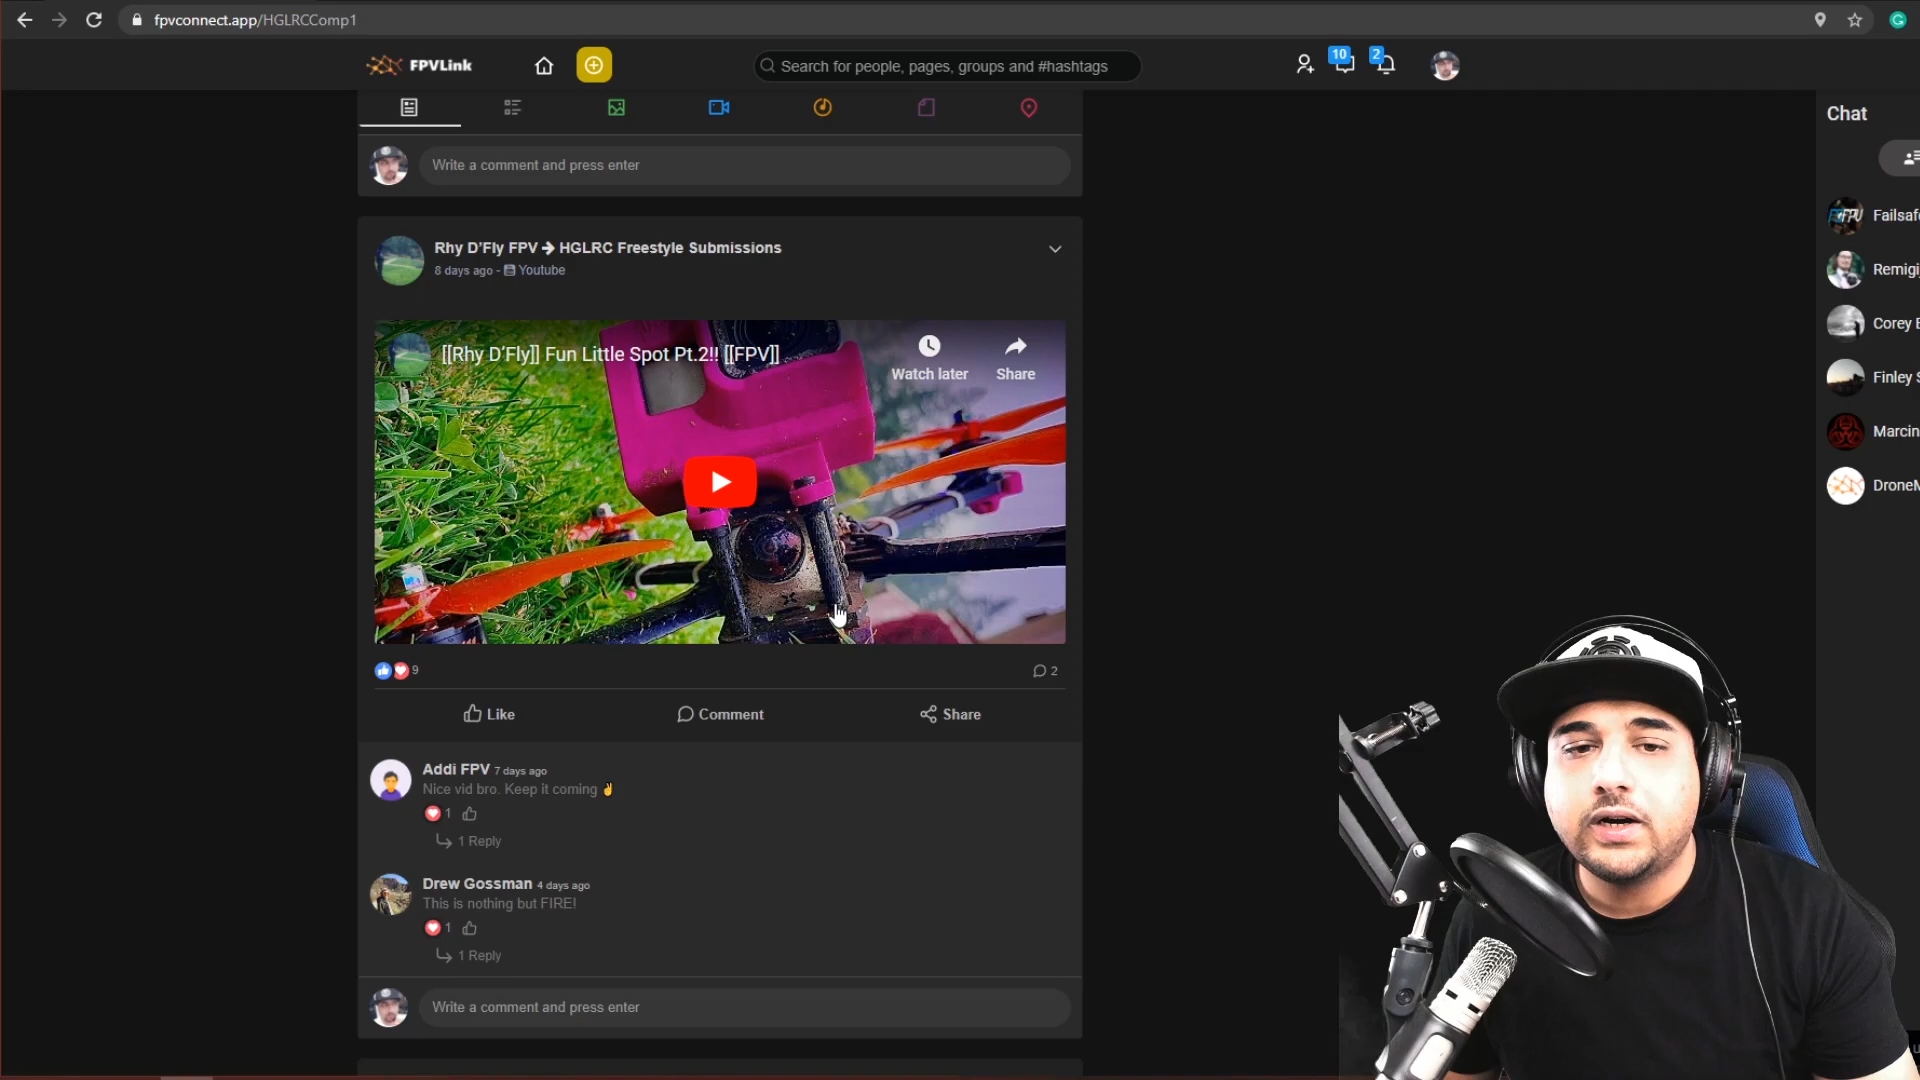 fpvconnect.app/HGLRCComp1
FPVLink
Search for people, pages, groups and #hashtags
10
2
Chat
Write a comment and press enter
Rhy D'Fly FPV → HGLRC Freestyle Submissions
8 days ago - Youtube
[[Rhy D'Fly]] Fun Little Spot Pt.2!! [[FPV]]
Watch later
Share
9
2
Like
Comment
Share
Addi FPV 7 days ago
Nice vid bro. Keep it coming ✌
1
1 Reply
Drew Gossman 4 days ago
This is nothing but FIRE!
1
1 Reply
Write a comment and press enter
Failsaf
Remigi
Corey
Finley
Marcin
Drone